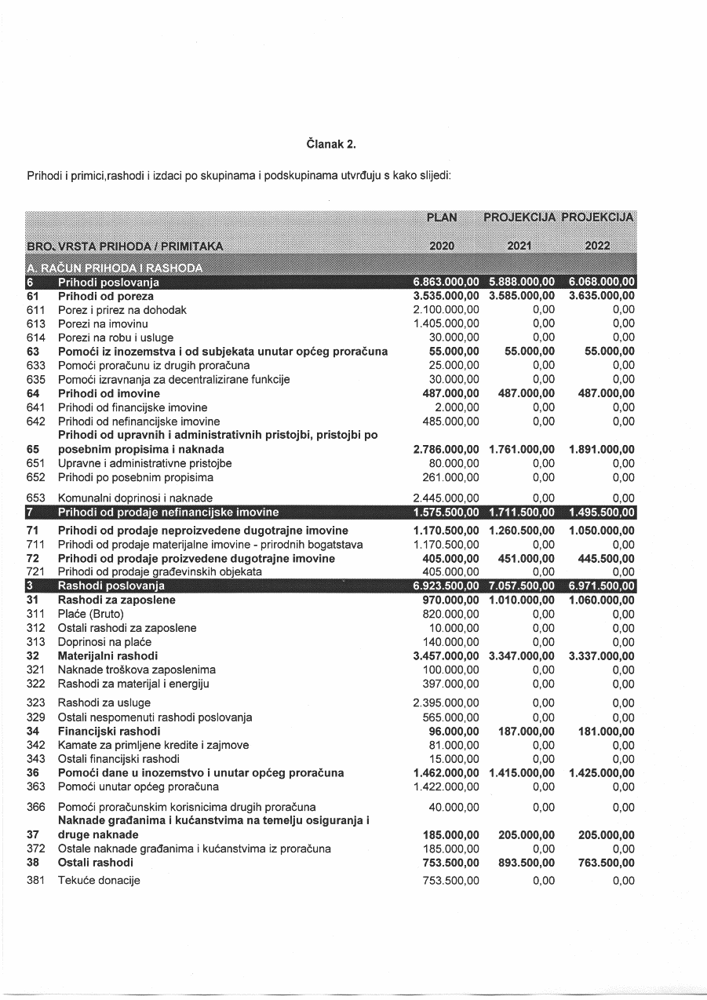 Članak 2.
Prihodi i primici,rashodi i izdaci po skupinama i podskupinama utvrđuju s kako slijedi:
PLAN PROJEKCIJA PROJEKCIJA
BRO. VRSTA PRIHODA / PRIMITAKA 2020 2021 2022
A. RAČUN PRIHODA I RASHODA
6 Prihodi poslovanja 6.863.000,00 5.888.000,00 6.068.000,00
61 Prihodi od poreza 3.535.000,00 3.585.000,00 3.635.000,00
611 Porez i prirez na dohodak 2.100.000,00 0,00 0,00
613 Porezi na imovinu 1.405.000,00 0,00 0,00
614 Porezi na robu i usluge 30.000,00 0,00 0,00
63 Pomoći iz inozemstva i od subjekata unutar općeg proračuna 55.000,00 55.000,00 55.000,00
633 Pomoći proračunu iz drugih proračuna 25.000,00 0,00 0,00
635 Pomoći izravnanja za decentralizirane funkcije 30.000,00 0,00 0,00
64 Prihodi od imovine 487.000,00 487.000,00 487.000,00
641 Prihodi od financijske imovine 2.000,00 0,00 0,00
642 Prihodi od nefinancijske imovine 485.000,00 0,00 0,00
Prihodi od upravnih i administrativnih pristojbi, pristojbi po
65 posebnim propisima i naknada 2.786.000,00 1.761.000,00 1.891.000,00
651 Upravne i administrativne pristojbe 80.000,00 0,00 0,00
652 Prihodi po posebnim propisima 261.000,00 0,00 0,00
653 Komunalni doprinosi i naknade 2.445.000,00 0,00 0,00
7 Prihodi od prodaje nefinancijske imovine 1.575.500,00 1.711.500,00 1.495.500,00
71 Prihodi od prodaje neproizvedene dugotrajne imovine 1.170.500,00 1.260.500,00 1.050.000,00
711 Prihodi od prodaje materijalne imovine - prirodnih bogatstava 1.170.500,00 0,00 0,00
72 Prihodi od prodaje proizvedene dugotrajne imovine 405.000,00 451.000,00 445.500,00
721 Prihodi od prodaje građevinskih objekata 405.000,00 0,00 0,00
3 Rashodi poslovanja 6.923.500,00 7.057.500,00 6.971.500,00
31 Rashodi za zaposlene 970.000,00 1.010.000,00 1.060.000,00
311 Plaće (Bruto) 820.000,00 0,00 0,00
312 Ostali rashodi za zaposlene 10.000,00 0,00 0,00
313 Doprinosi na plaće 140.000,00 0,00 0,00
32 Materijalni rashodi 3.457.000,00 3.347.000,00 3.337.000,00
321 Naknade troškova zaposlenima 100.000,00 0,00 0,00
322 Rashodi za materijal i energiju 397.000,00 0,00 0,00
323 Rashodi za usluge 2.395.000,00 0,00 0,00
329 Ostali nespomenuti rashodi poslovanja 565.000,00 0,00 0,00
34 Financijski rashodi 96.000,00 187.000,00 181.000,00
342 Kamate za primljene kredite i zajmove 81.000,00 0,00 0,00
343 Ostali financijski rashodi 15.000,00 0,00 0,00
36 Pomoći dane u inozemstvo i unutar općeg proračuna 1.462.000,00 1.415.000,00 1.425.000,00
363 Pomoći unutar općeg proračuna 1.422.000,00 0,00 0,00
366 Pomoći proračunskim korisnicima drugih proračuna 40.000,00 0,00 0,00
Naknade građanima i kućanstvima na temelju osiguranja i
37 druge naknade 185.000,00 205.000,00 205.000,00
372 Ostale naknade građanima i kućanstvima iz proračuna 185.000,00 0,00 0,00
38 Ostali rashodi 753.500,00 893.500,00 763.500,00
381 Tekuće donacije 753.500,00 0,00 0,00